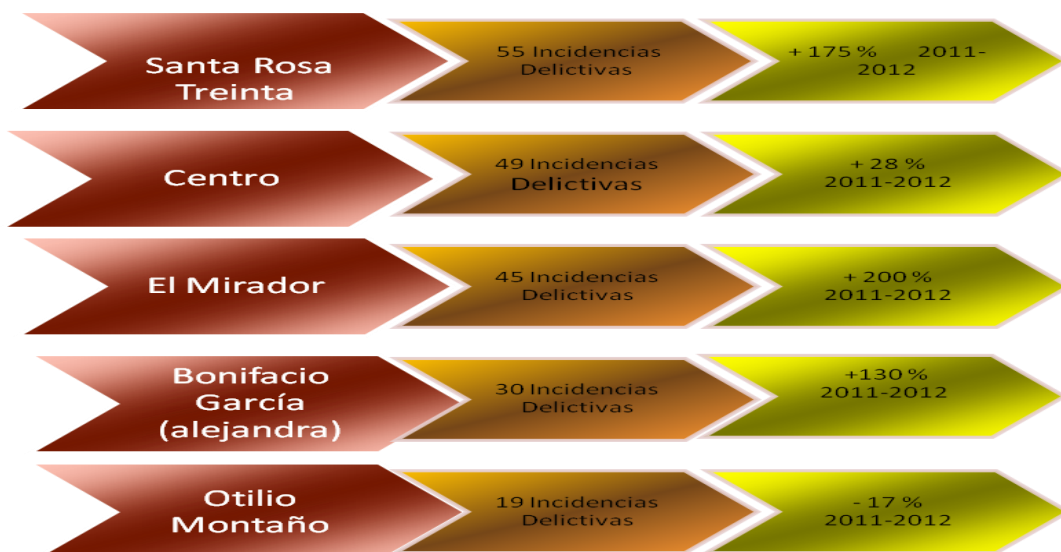 Santa Rosa
Treinta
55 Incidencias
Delictivas
+ 175 % 2011-
2012
Centro
49 Incidencias
Delictivas
+ 28 %
2011-2012
El Mirador
45 Incidencias
Delictivas
+ 200 %
2011-2012
Bonifacio
García
(alejandra)
30 Incidencias
Delictivas
+130 %
2011-2012
Otilio
Montaño
19 Incidencias
Delictivas
- 17 %
2011-2012